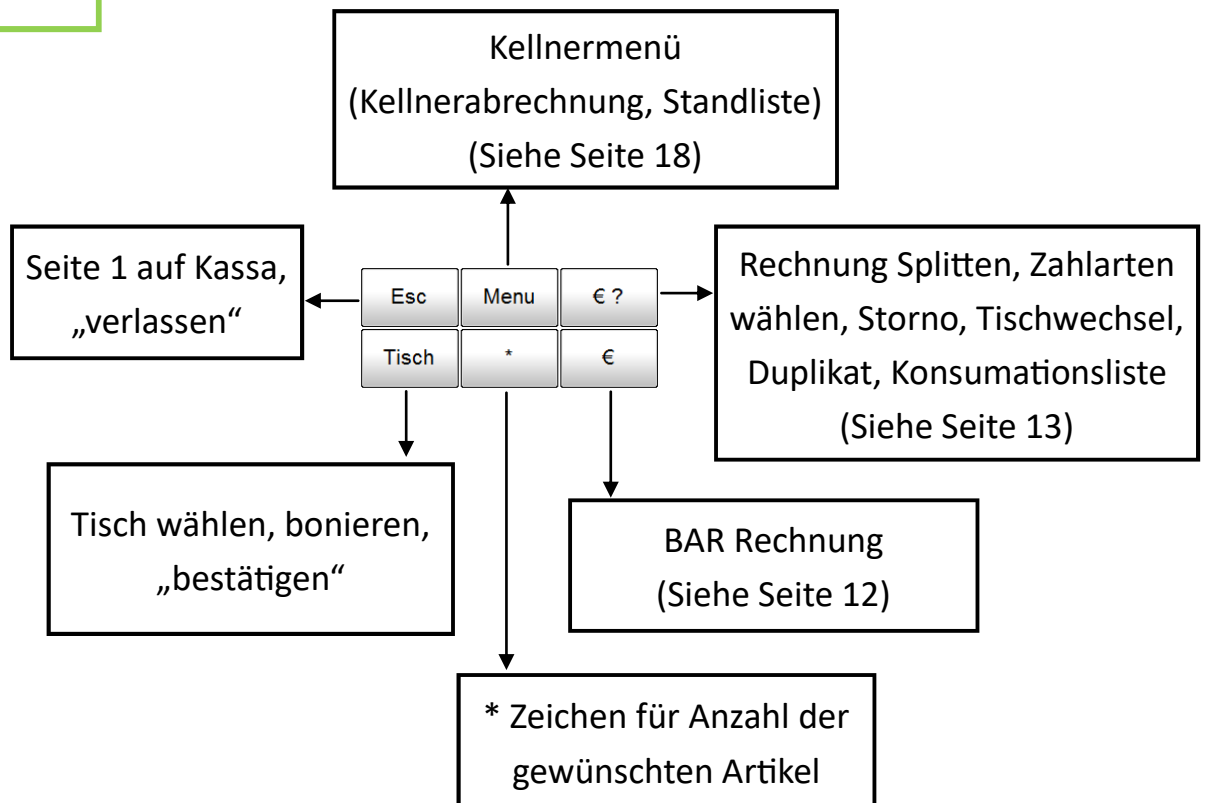 Kellnermenü
(Kellnerabrechnung, Standliste)
(Siehe Seite 18)
Seite 1 auf Kassa,
„verlassen“
Esc
Menu
€ ?
Tisch
*
€
Rechnung Splitten, Zahlarten
wählen, Storno, Tischwechsel,
Duplikat, Konsumationsliste
(Siehe Seite 13)
Tisch wählen, bonieren,
„bestätigen“
BAR Rechnung
(Siehe Seite 12)
* Zeichen für Anzahl der
gewünschten Artikel